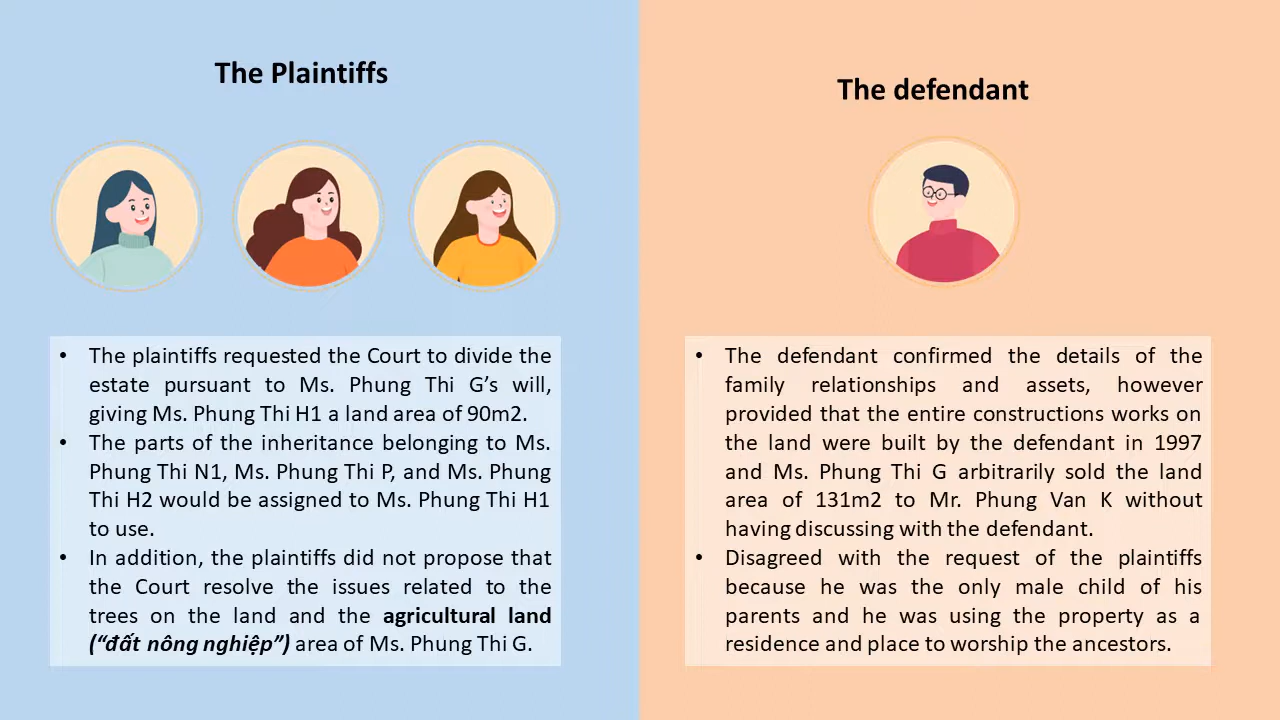 The Plaintiffs
• The plaintiffs requested the Court to divide the
estate pursuant to Ms. Phung Thi G’s will,
giving Ms. Phung Thi H1 a land area of 90m2.
• The parts of the inheritance belonging to Ms.
Phung Thi N1, Ms. Phung Thi P, and Ms. Phung
Thi H2 would be assigned to Ms. Phung Thi H1
to use.
• In addition, the plaintiffs did not propose that
the Court resolve the issues related to the
trees on the land and the agricultural land
(“đất nông nghiệp”) area of Ms. Phung Thi G.
The defendant
• The defendant confirmed the details of the
family relationships and assets, however
provided that the entire constructions works on
the land were built by the defendant in 1997
and Ms. Phung Thi G arbitrarily sold the land
area of 131m2 to Mr. Phung Van K without
having discussing with the defendant.
• Disagreed with the request of the plaintiffs
because he was the only male child of his
parents and he was using the property as a
residence and place to worship the ancestors.